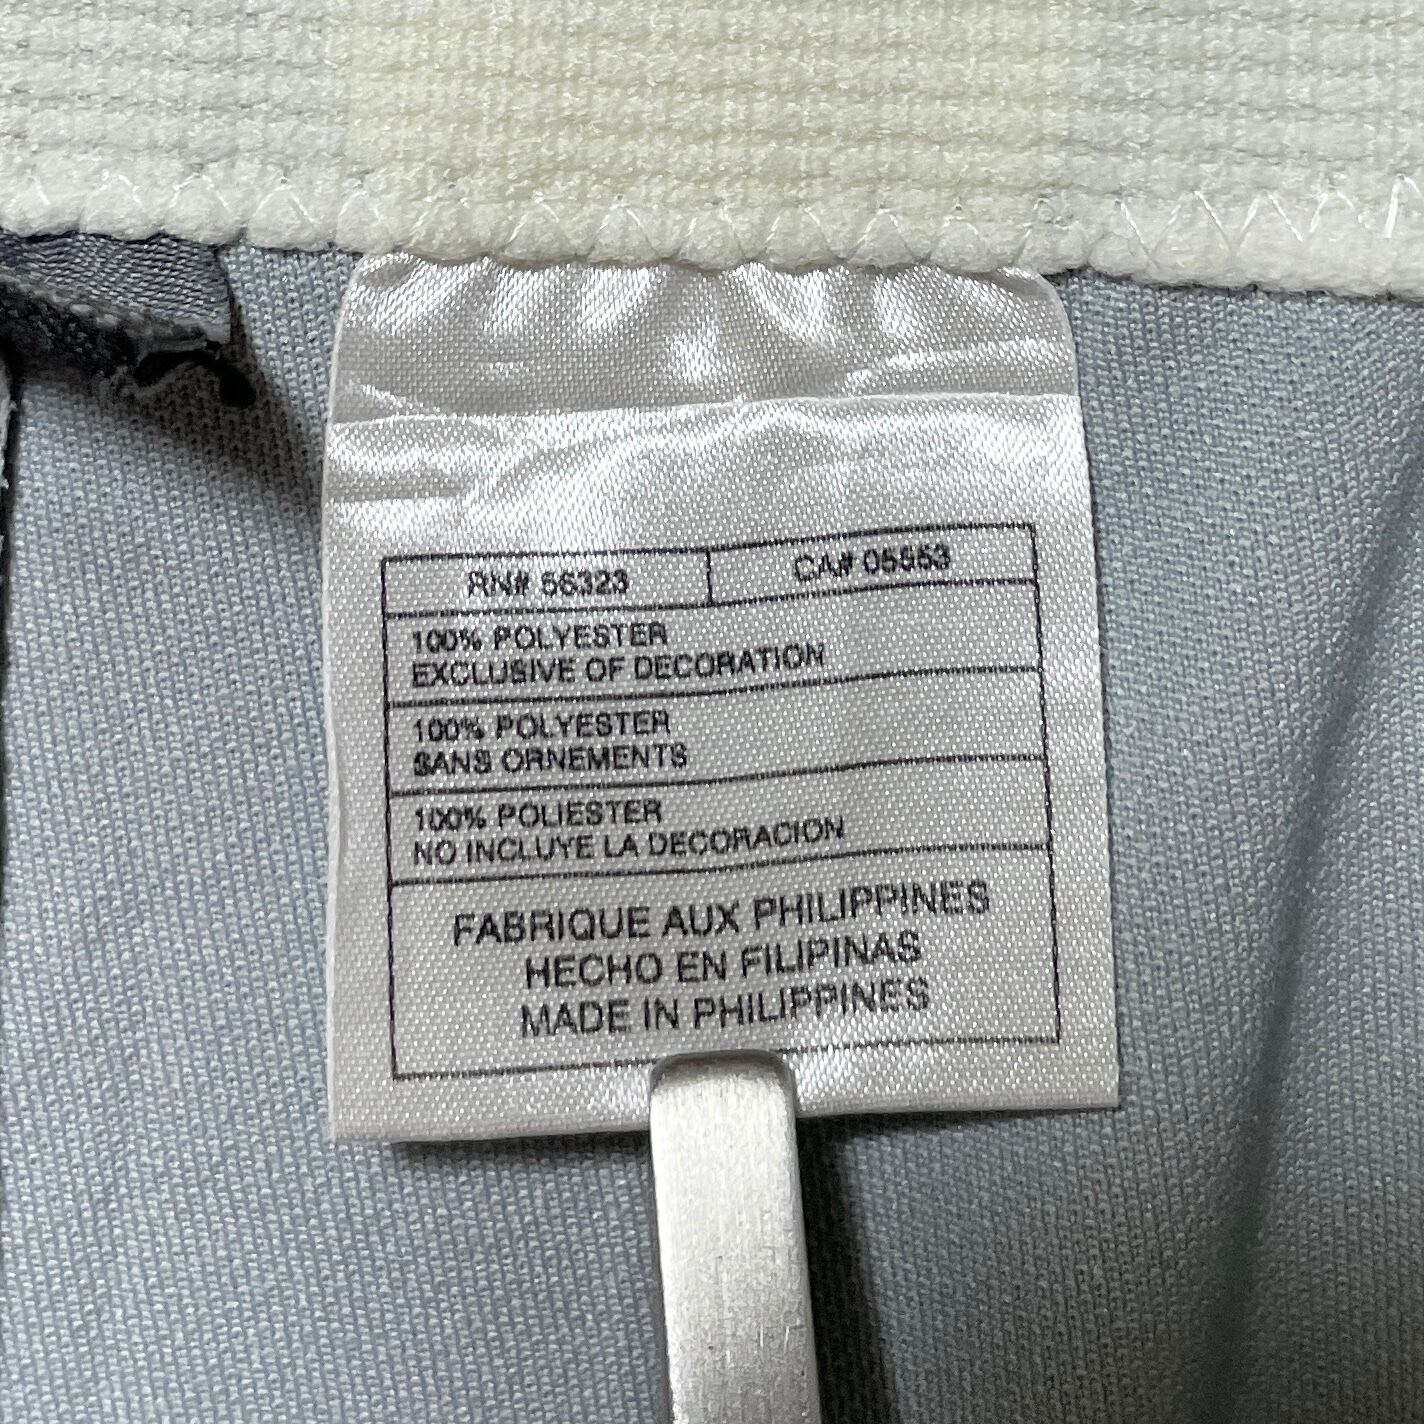 RN# 56323 CA# 05553
100% POLYESTER
EXCLUSIVE OF DECORATION
100% POLYESTER
SANS ORNEMENTS
100% POLIESTER
NO INCLUYE LA DECORACION
FABRIQUE AUX PHILIPPINES
HECHO EN FILIPINAS
MADE IN PHILIPPINES